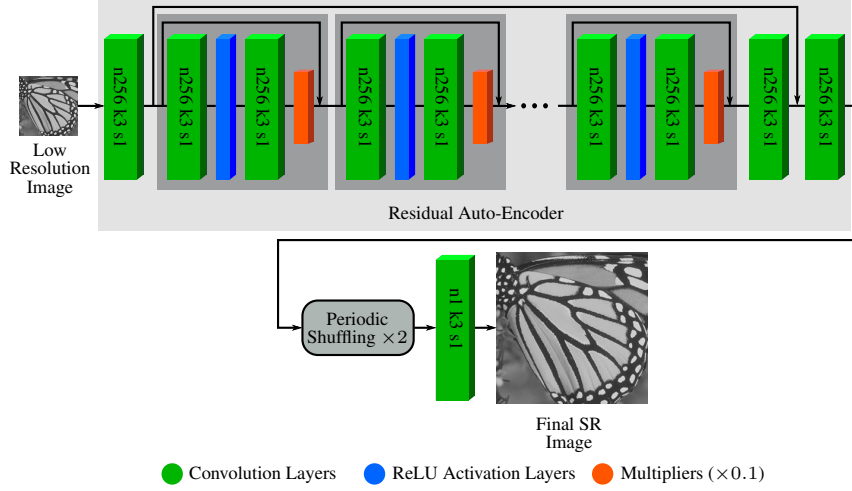 n256 k3 s1
n256 k3 s1
n256 k3 s1
n256 k3 s1
n256 k3 s1
n256 k3 s1
n256 k3 s1
n256 k3 s1
n256 k3 s1
Low
Resolution
Image
Residual Auto-Encoder
Periodic
Shuffling ×2
n1 k3 s1
Final SR
Image
Convolution Layers
ReLU Activation Layers
Multipliers (×0.1)